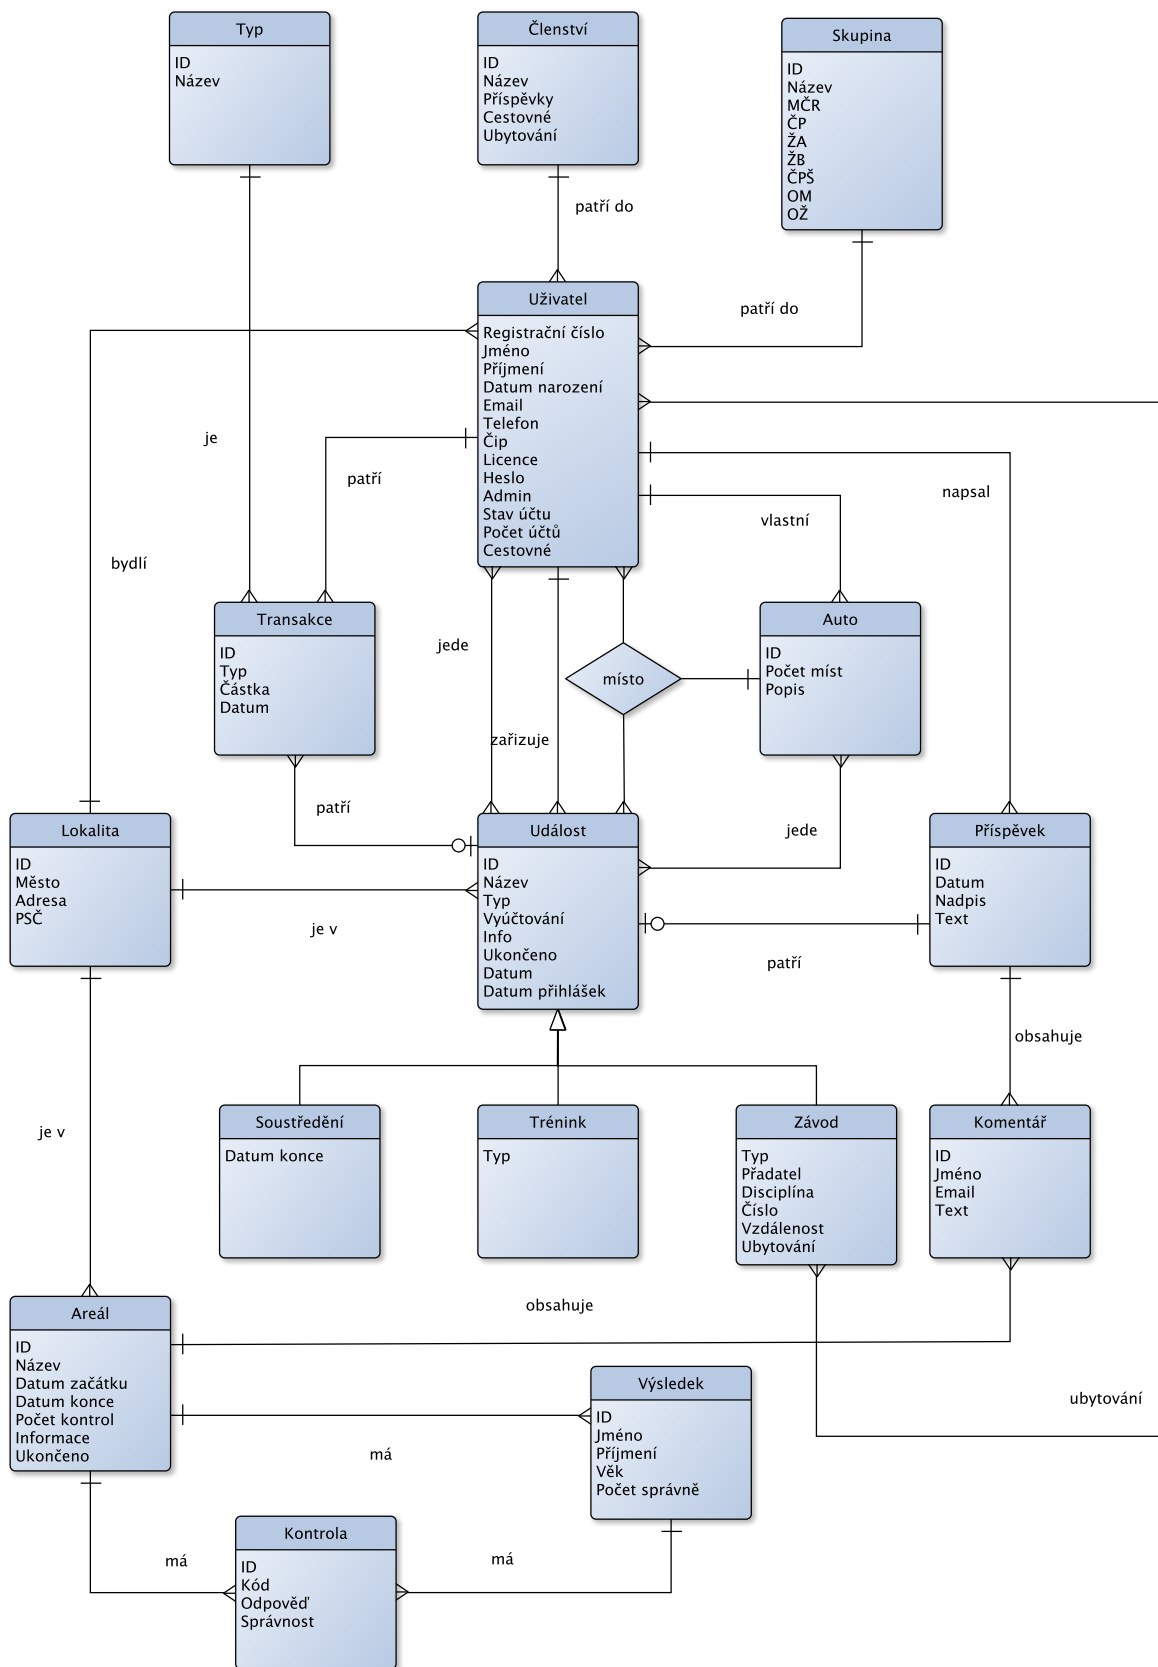 Typ
ID
Název
Členství
ID
Název
Příspěvky
Cestovné
Ubytování
Skupina
ID
Název
MČR
ČP
ŽA
ŽB
ČPŠ
OM
OŽ
patří do
patří do
Uživatel
Registrační číslo
Jméno
Příjmení
Datum narození
Email
Telefon
Čip
Licence
Heslo
Admin
Stav účtu
Počet účtů
Cestovné
je
patří
napsal
vlastní
bydlí
Transakce
ID
Typ
Částka
Datum
jede
místo
zařizuje
Auto
ID
Počet míst
Popis
patří
jede
Lokalita
ID
Město
Adresa
PSČ
je v
Událost
ID
Název
Typ
Vyúčtování
Info
Ukončeno
Datum
Datum přihlášek
patří
Příspěvek
ID
Datum
Nadpis
Text
obsahuje
je v
Soustředění
Datum konce
Trénink
Typ
Závod
Typ
Přadatel
Disciplína
Číslo
Vzdálenost
Ubytování
Komentář
ID
Jméno
Email
Text
obsahuje
Areál
ID
Název
Datum začátku
Datum konce
Počet kontrol
Informace
Ukončeno
má
Výsledek
ID
Jméno
Příjmení
Věk
Počet správně
ubytování
má
Kontrola
ID
Kód
Odpověď
Správnost
má